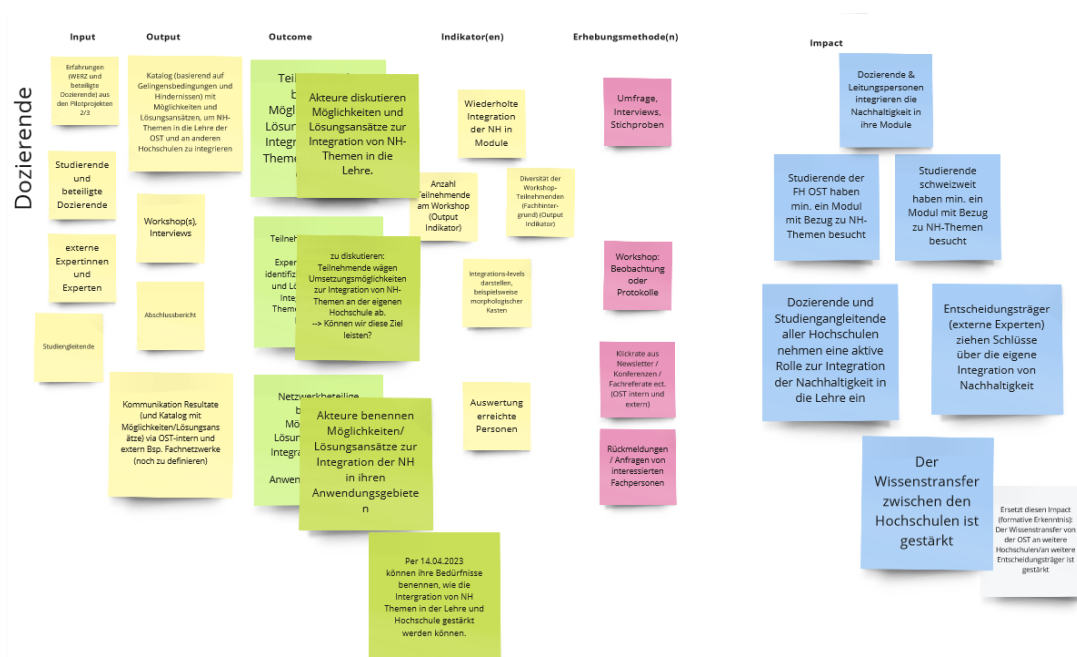 Input
Output
Outcome
Indikator(en)
Erhebungsmethode(n)
Impact
Dozierende
Erfahrungen
(WERZ und
beteiligte
Dozierende) aus
den Pilotprojekten
2/3
Studierende
und
beteiligte
Dozierende
externe
Expertinnen
und
Experten
Studiengleitende
Katalog (basierend auf
Gelingensbedingungen und
Hindernissen) mit
Möglichkeiten und
Lösungsansätzen, um NH-
Themen in die Lehre der
OST und an anderen
Hochschulen zu integrieren
Workshop(s),
Interviews
Abschlussbericht
Kommunikation Resultate
(und Katalog mit
Möglichkeiten/Lösungsans
ätze) via OST-intern und
extern Bsp. Fachnetzwerke
(noch zu definieren)
Akteure diskutieren
Möglichkeiten und
Lösungsansätze zur
Integration von NH-
Themen in die
Lehre.
zu diskutieren:
Teilnehmende wägen
Umsetzungsmöglichkeiten
zur Integration von NH-
Themen an der eigenen
Hochschule ab.
--> Können wir diese Ziel
leisten?
Netzwerkbeteilige
Akteure benennen
Möglichkeiten/
Lösungsansätze zur
Integration der NH
in ihren
Anwendungsgebiete
n
Per 14.04.2023
können ihre Bedürfnisse
benennen, wie die
Intergration von NH
Themen in der Lehre und
Hochschule gestärkt
werden können.
Wiederholte
Integration
der NH in
Module
Anzahl
Teilnehmende
am Workshop
(Output
Indikator)
Diversität der
Workshop-
Teilnehmenden
(Fachhinter-
grund) (Output
Indikator)
Integrations-levels
darstellen,
beispielsweise
morphologischer
Kasten
Auswertung
erreichte
Personen
Umfrage,
Interviews,
Stichproben
Workshop:
Beobachtung
oder
Protokolle
Klickrate aus
Newsletter /
Konferenzen /
Fachreferate ect.
(OST intern und
extern)
Rückmeldungen
/ Anfragen von
interessierten
Fachpersonen
Dozierende &
Leitungspersonen
integrieren die
Nachhaltigkeit in
ihre Module
Studierende der
FH OST haben
min. ein Modul
mit Bezug zu NH-
Themen besucht
Studierende
schweizweit
haben min. ein
Modul mit Bezug
zu NH-Themen
besucht
Dozierende und
Studiengangleitende
aller Hochschulen
nehmen eine aktive
Rolle zur Integration
der Nachhaltigkeit in
die Lehre ein
Entscheidungsträger
(externe Experten)
ziehen Schlüsse
über die eigene
Integration von
Nachhaltigkeit
Der
Wissenstransfer
zwischen den
Hochschulen ist
gestärkt
Ersetzt diesen Impact
(formative Erkenntnis):
Der Wissenstransfer von
der OST an weitere
Hochschulen/an weitere
Entscheidungsträger ist
gestärkt